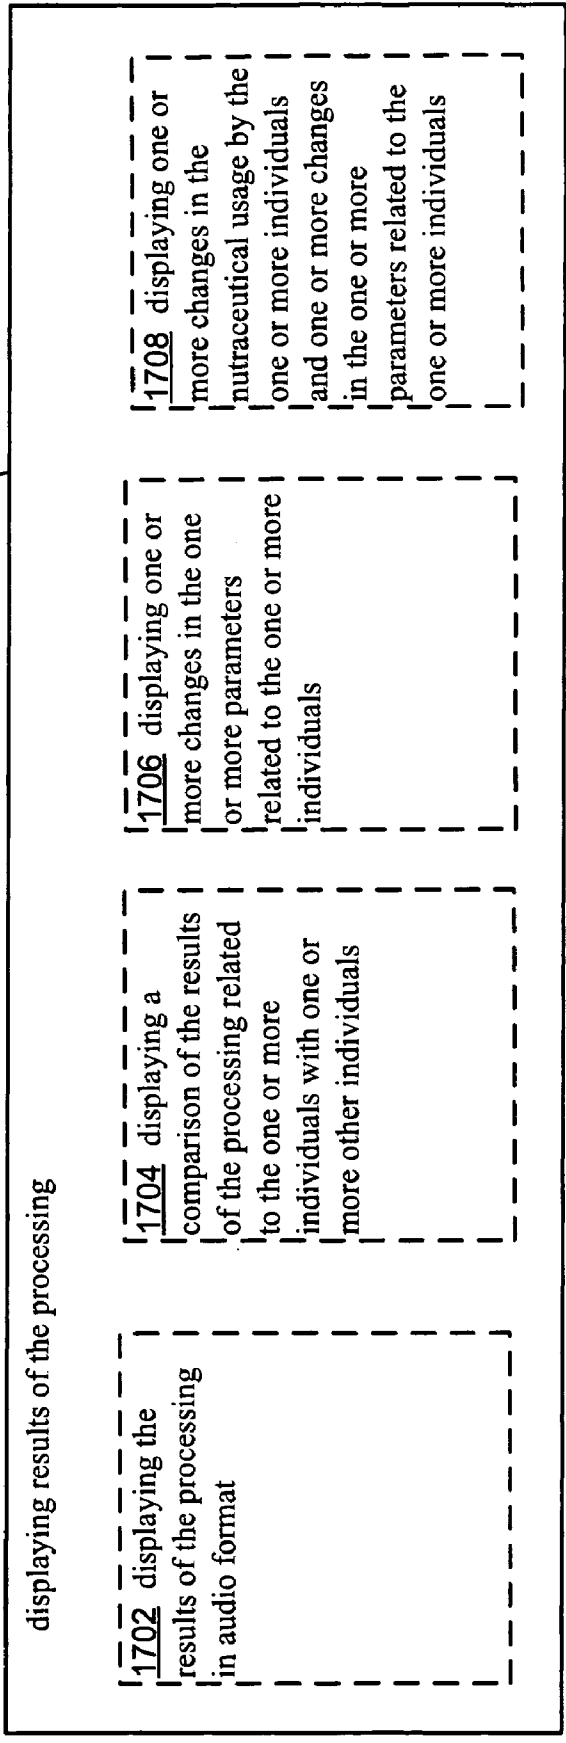 displaying results of the processing
1702 displaying the
results of the processing
in audio format
1704 displaying a
comparison of the results
of the processing related
to the one or more
individuals with one or
more other individuals
1706 displaying one or
more changes in the one
or more parameters
related to the one or more
individuals
1708 displaying one or
more changes in the
nutraceutical usage by the
one or more individuals
and one or more changes
in the one or more
parameters related to the
one or more individuals